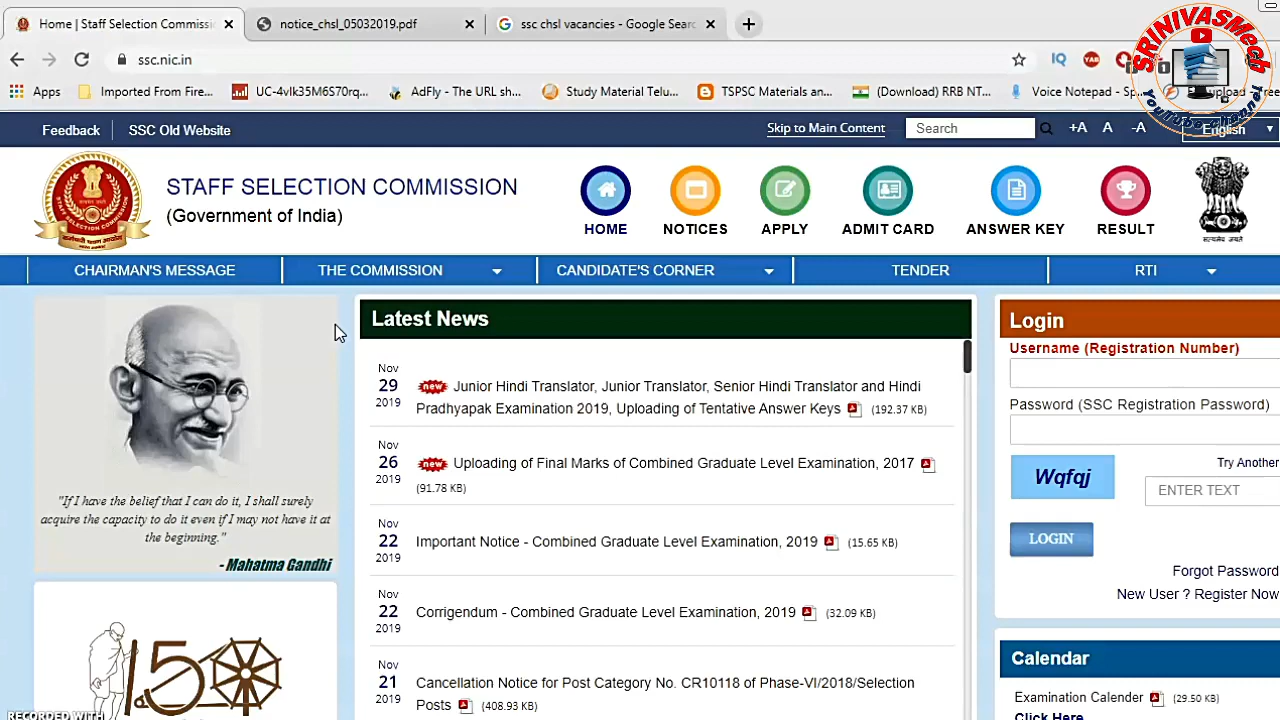 Home | Staff Selection Commissi
notice_chsl_05032019.pdf
ssc chsl vacancies - Google Sear
ssc.nic.in
Apps
Imported From Fire...
UC-4vlk35M6S70rq...
AdFly - The URL sh...
Study Material Telu...
TSPSC Materials an...
(Download) RRB NT...
Voice Notepad - Sp
SRINIVASMech
YouTube channel
Feedback
SSC Old Website
Skip to Main Content
Search
+A A -A
English
STAFF SELECTION COMMISSION
(Government of India)
HOME
NOTICES
APPLY
ADMIT CARD
ANSWER KEY
RESULT
सत्यमेव जयते
CHAIRMAN'S MESSAGE
THE COMMISSION
CANDIDATE'S CORNER
TENDER
RTI
"If I have the belief that I can do it, I shall surely
acquire the capacity to do it even if I may not have it at
the beginning."
- Mahatma Gandhi
150
Latest News
Nov
29
2019
new Junior Hindi Translator, Junior Translator, Senior Hindi Translator and Hindi
Pradhyapak Examination 2019, Uploading of Tentative Answer Keys (192.37 KB)
Nov
26
2019
new Uploading of Final Marks of Combined Graduate Level Examination, 2017
(91.78 KB)
Nov
22
2019
Important Notice - Combined Graduate Level Examination, 2019 (15.65 KB)
Nov
22
2019
Corrigendum - Combined Graduate Level Examination, 2019 (32.09 KB)
Nov
21
2019
Cancellation Notice for Post Category No. CR10118 of Phase-VI/2018/Selection
Posts (408.93 KB)
Login
Username (Registration Number)
Password (SSC Registration Password)
Wqfqj
Try Another
ENTER TEXT
LOGIN
Forgot Password
New User ? Register Now
Calendar
Examination Calender (29.50 KB)
Click Here
RECORDED WITH